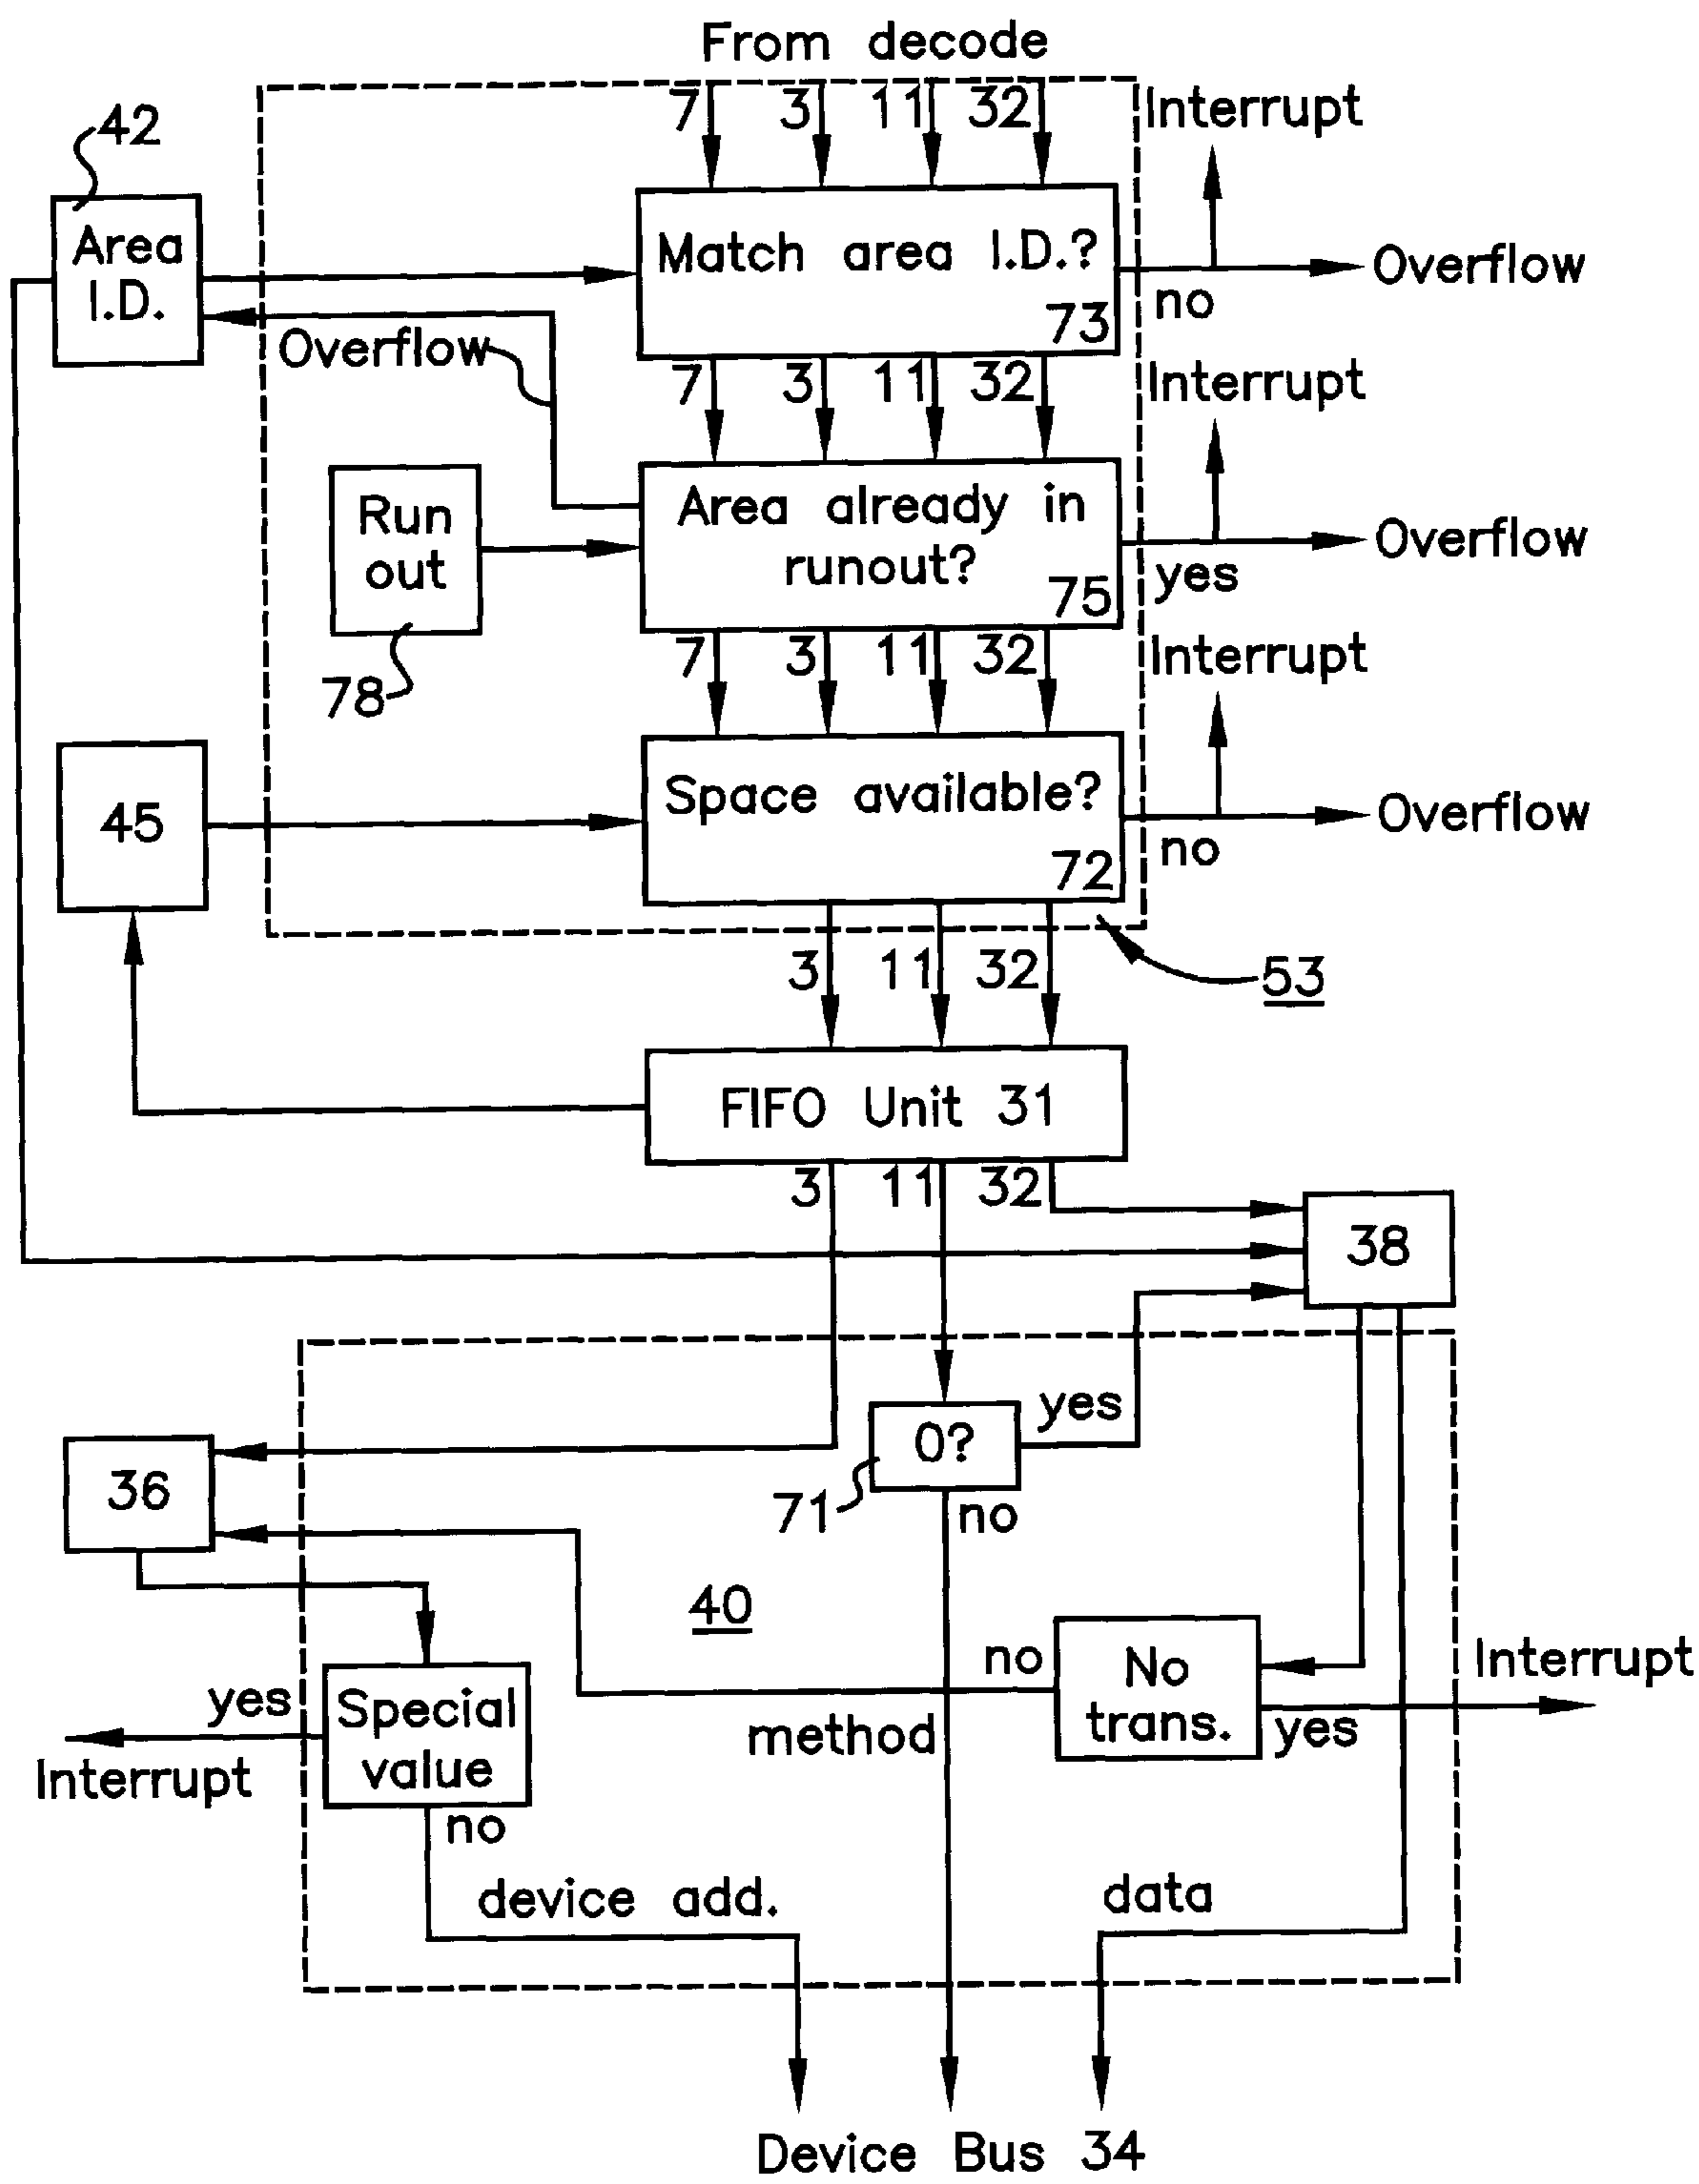 From decode
7 3 11 32
Interrupt
42
Area
I.D.
Match area I.D.?
73
no
Overflow
Overflow
7 3 11 32
Interrupt
Run
out
78
Area already in
runout?
75
yes
Overflow
7 3 11 32
Interrupt
45
Space available?
72
no
Overflow
3 11 32
53
FIFO Unit 31
3 11 32
38
0?
yes
71
no
36
40
no
No
trans.
yes
Interrupt
yes
Interrupt
Special
value
no
method
device add.
data
Device Bus 34